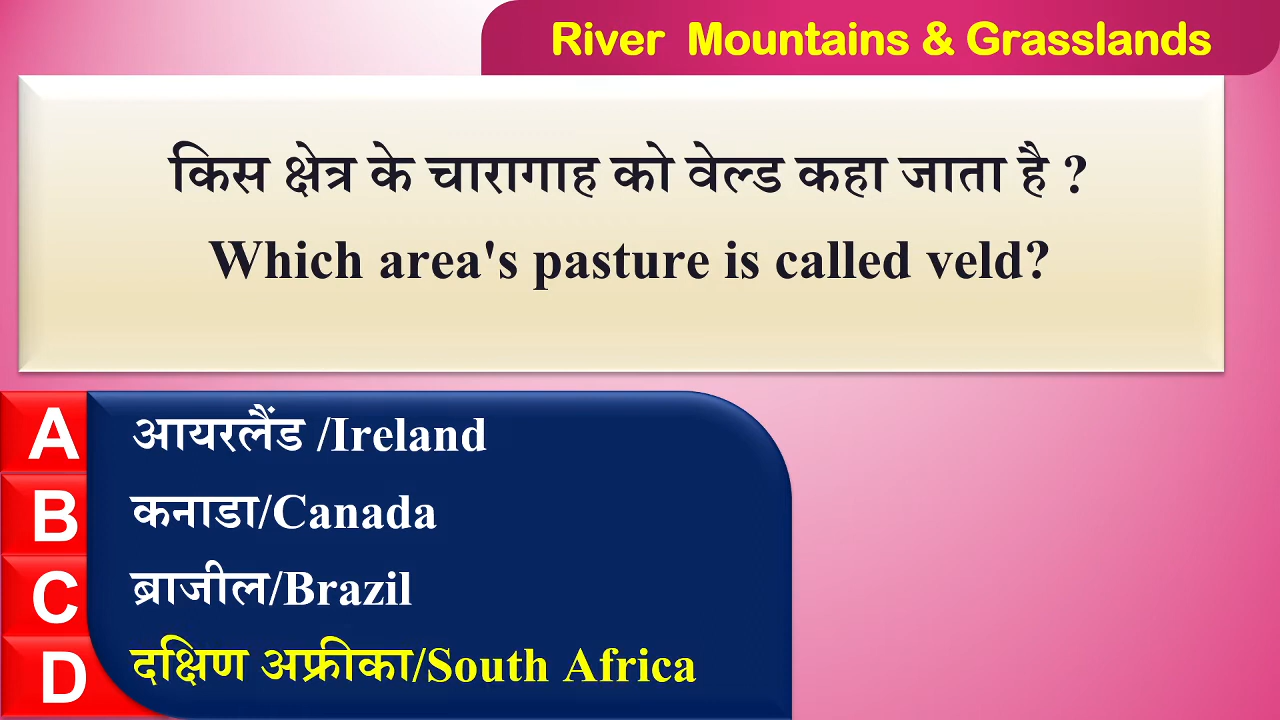 River Mountains & Grasslands
किस क्षेत्र के चारागाह को वेल्ड कहा जाता है ?
Which area's pasture is called veld?
A आयरलैंड /Ireland
B कनाडा/Canada
C ब्राजील/Brazil
D दक्षिण अफ्रीका/South Africa